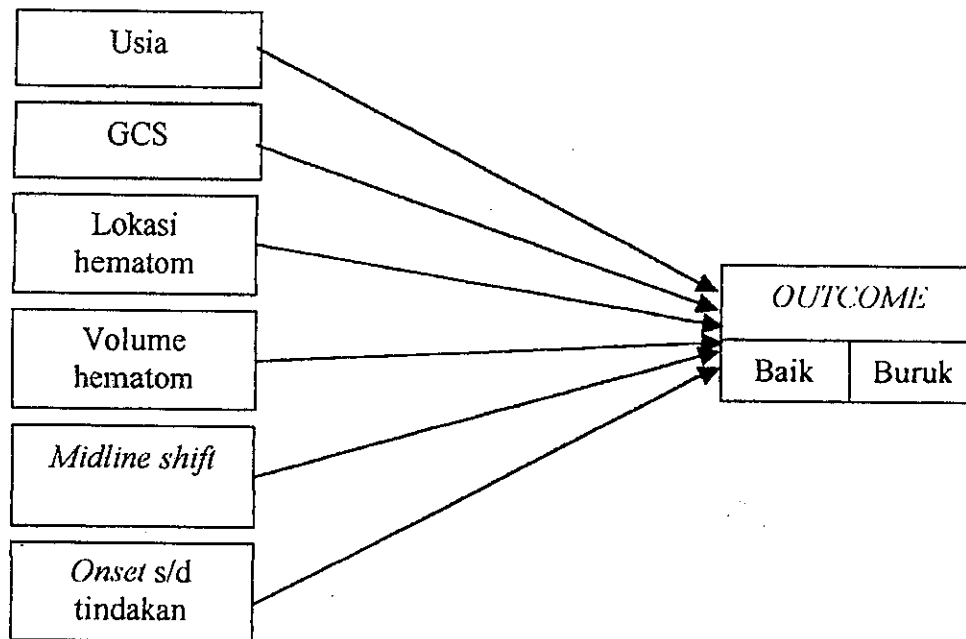 Usia
GCS
Lokasi
hematom
Volume
hematom
Midline shift
Onset s/d
tindakan
OUTCOME
Baik
Buruk